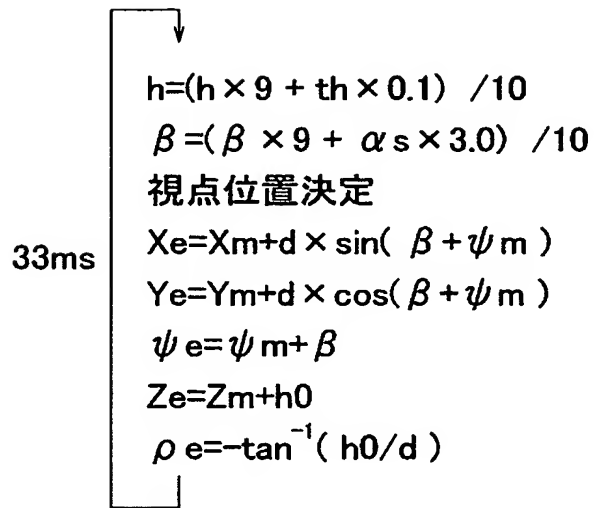 h=(h×9 + th×0.1) /10
β=(β ×9 + αs×3.0) /10
視点位置決定
33ms
Xe=Xm+d×sin( β+ψm )
Ye=Ym+d×cos( β+ψm )
ψe=ψm+β
Ze=Zm+h0
ρe=-tan⁻¹( h0/d )